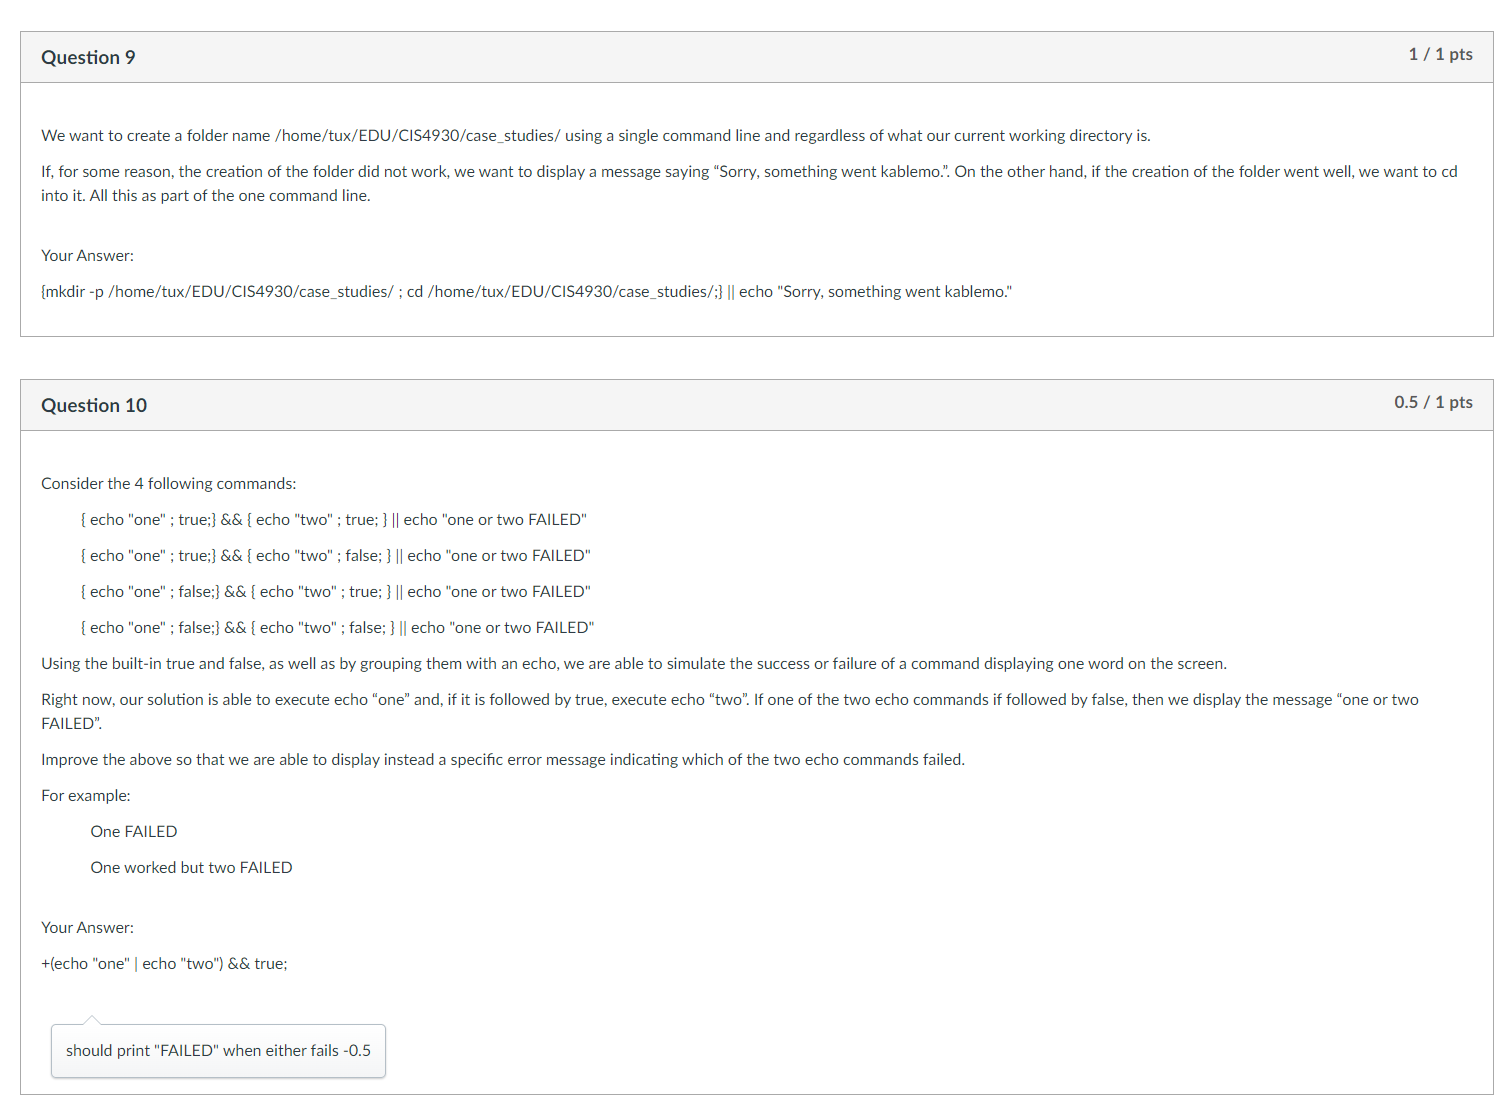 Question 9
1 / 1 pts
We want to create a folder name /home/tux/EDU/CIS4930/case_studies/ using a single command line and regardless of what our current working directory is.
If, for some reason, the creation of the folder did not work, we want to display a message saying “Sorry, something went kablemo.”. On the other hand, if the creation of the folder went well, we want to cd
into it. All this as part of the one command line.
Your Answer:
{mkdir -p /home/tux/EDU/CIS4930/case_studies/ ; cd /home/tux/EDU/CIS4930/case_studies/;} || echo "Sorry, something went kablemo."
Question 10
0.5 / 1 pts
Consider the 4 following commands:
{ echo "one" ; true;} && { echo "two" ; true; } || echo "one or two FAILED"
{ echo "one" ; true;} && { echo "two" ; false; } || echo "one or two FAILED"
{ echo "one" ; false;} && { echo "two" ; true; } || echo "one or two FAILED"
{ echo "one" ; false;} && { echo "two" ; false; } || echo "one or two FAILED"
Using the built-in true and false, as well as by grouping them with an echo, we are able to simulate the success or failure of a command displaying one word on the screen.
Right now, our solution is able to execute echo “one” and, if it is followed by true, execute echo “two”. If one of the two echo commands if followed by false, then we display the message “one or two
FAILED”.
Improve the above so that we are able to display instead a specific error message indicating which of the two echo commands failed.
For example:
One FAILED
One worked but two FAILED
Your Answer:
+(echo "one" | echo "two") && true;
should print "FAILED" when either fails -0.5